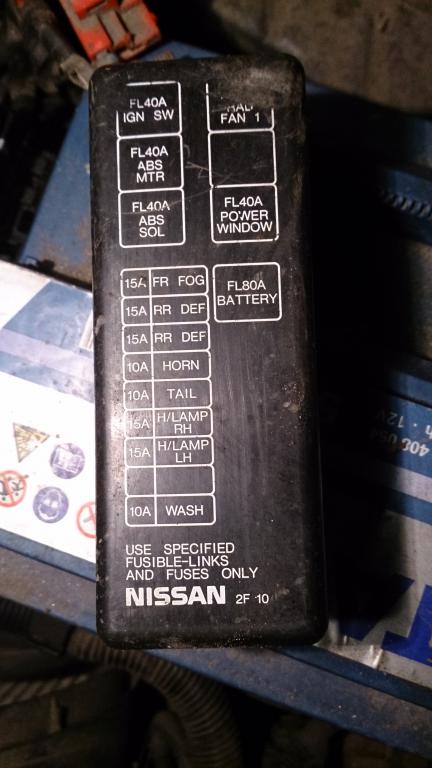 FL40A
IGN SW
FAN 1
FL40A
ABS
MTR
FL40A
ABS
SOL
FL40A
POWER
WINDOW
FL80A
BATTERY
15A FR FOG
15A RR DEF
15A RR DEF
10A HORN
10A TAIL
15A H/LAMP
RH
15A H/LAMP
LH
10A WASH
USE SPECIFIED
FUSIBLE-LINKS
AND FUSES ONLY
NISSAN 2F 10
12V